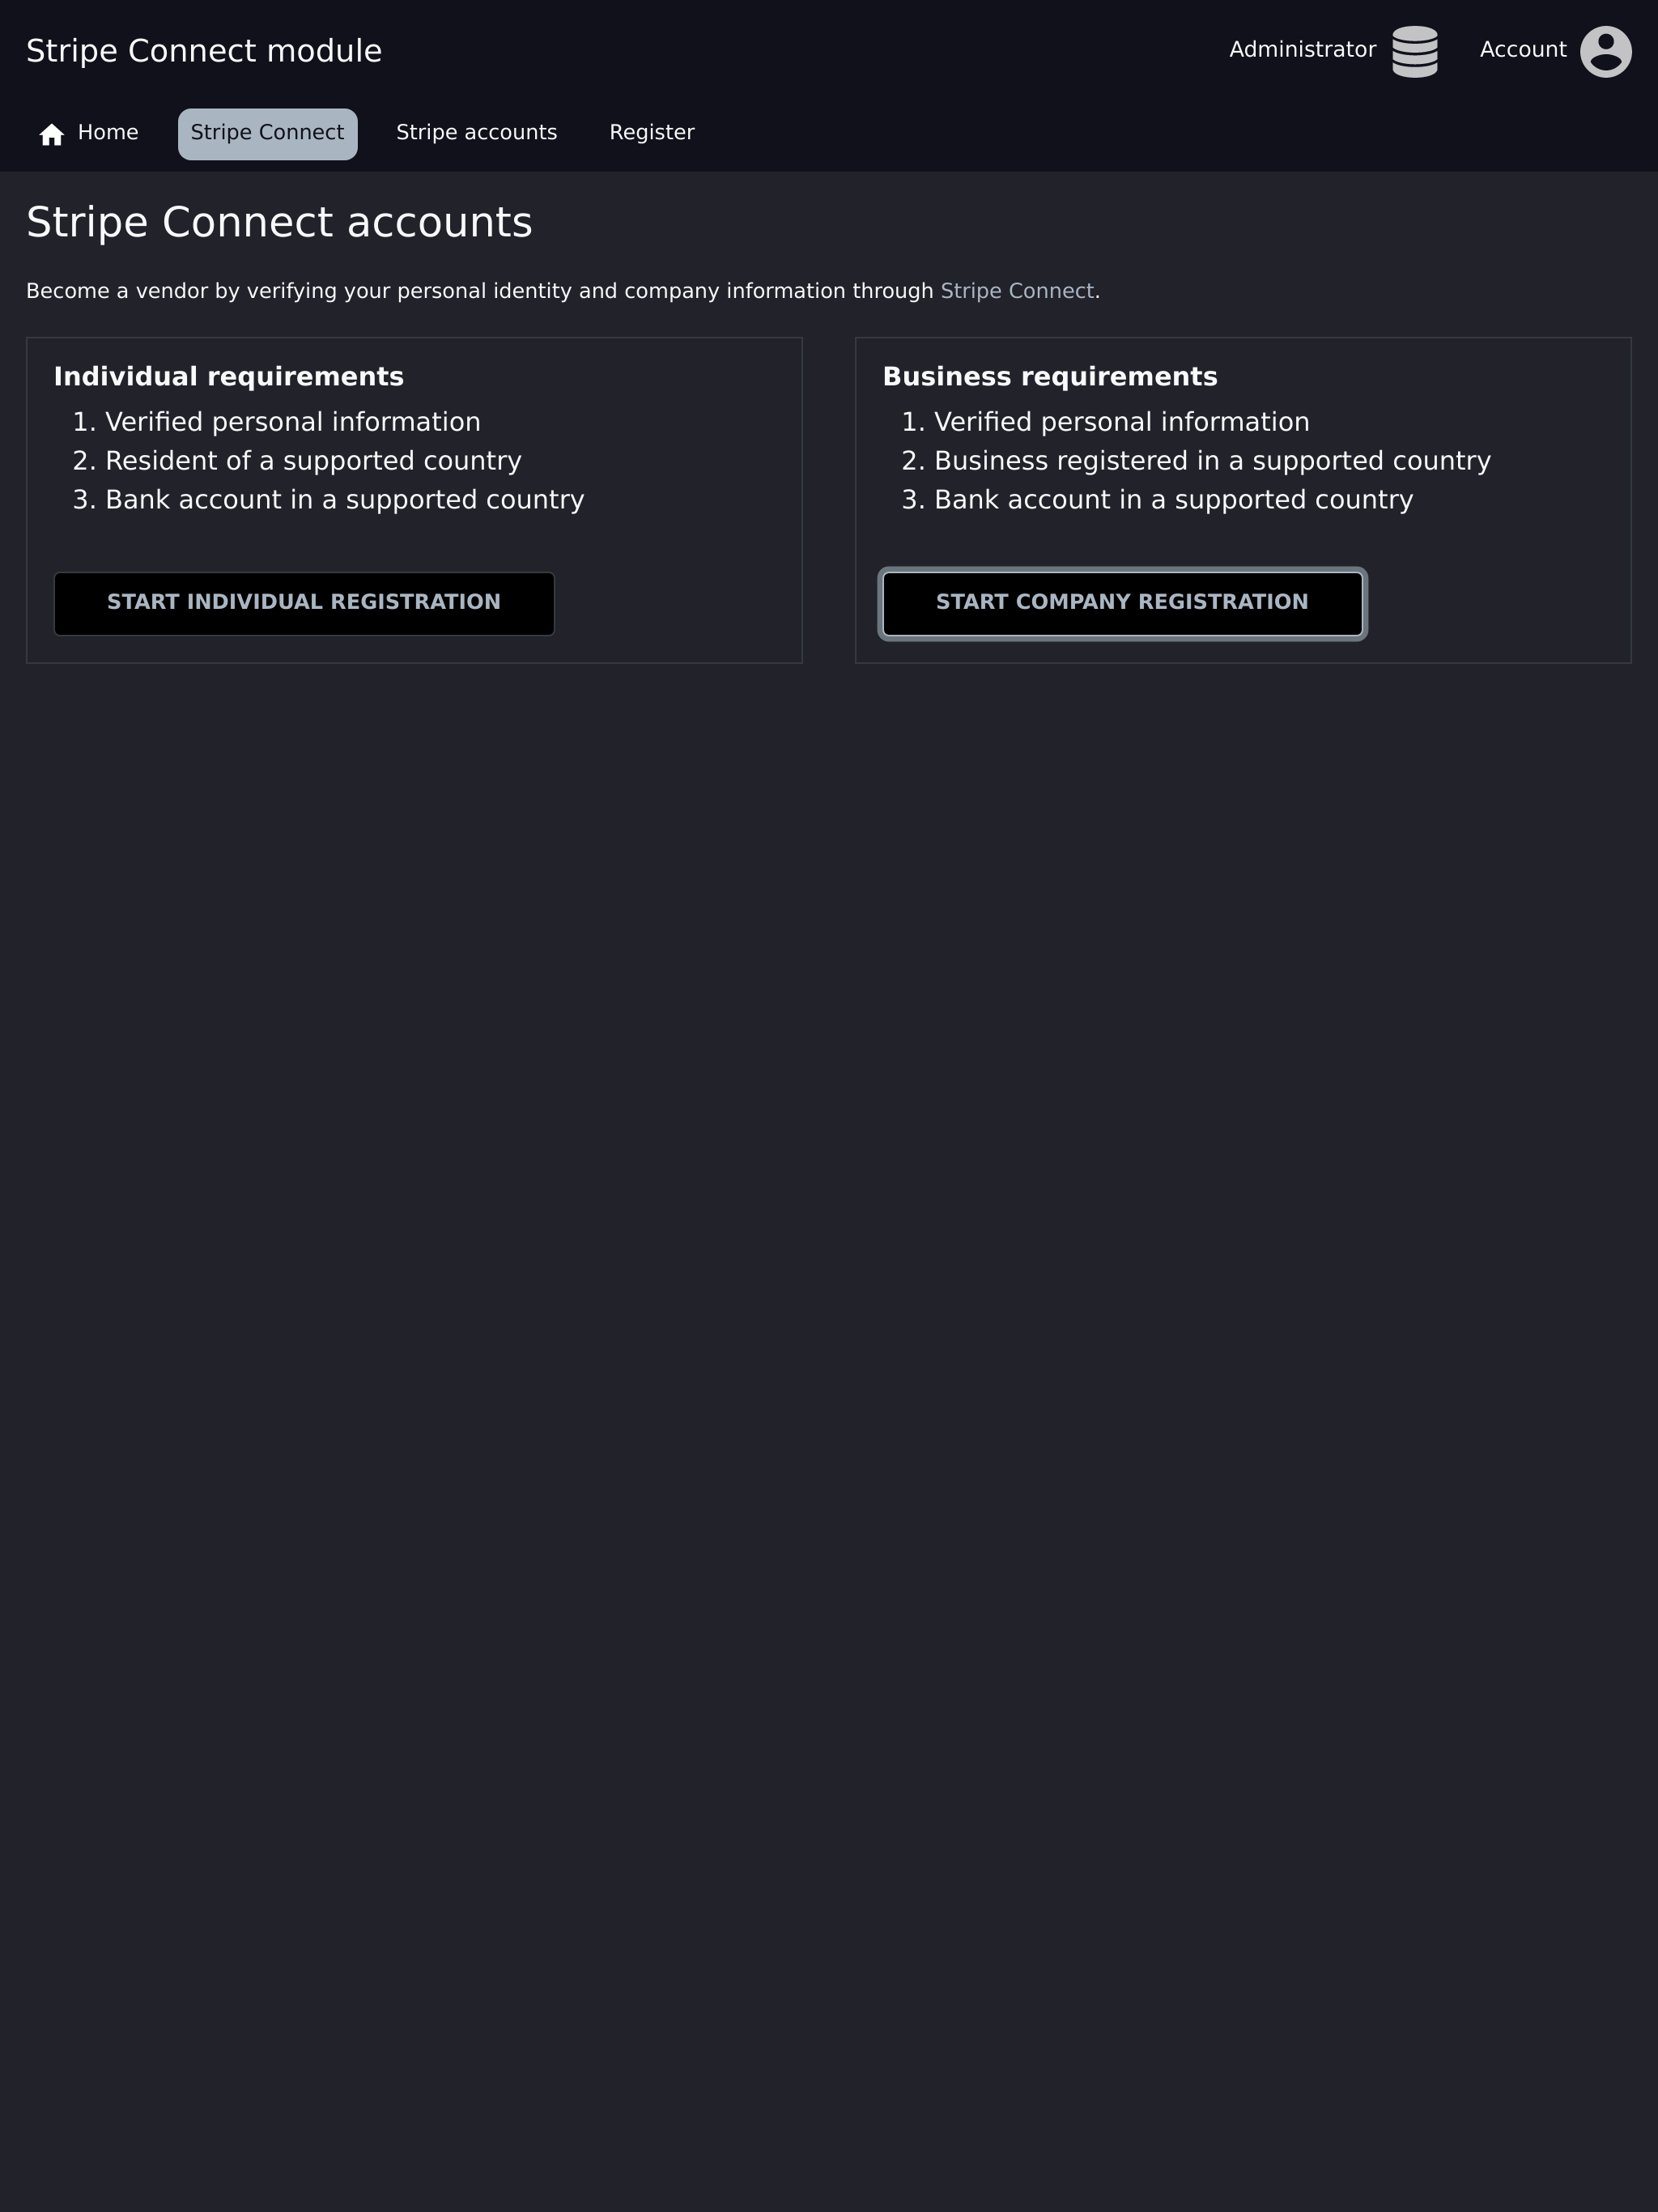 Stripe Connect module
Administrator
Account
Home
Stripe Connect
Stripe accounts
Register
Stripe Connect accounts
Become a vendor by verifying your personal identity and company information through Stripe Connect.
Individual requirements
1. Verified personal information
2. Resident of a supported country
3. Bank account in a supported country
START INDIVIDUAL REGISTRATION
Business requirements
1. Verified personal information
2. Business registered in a supported country
3. Bank account in a supported country
START COMPANY REGISTRATION